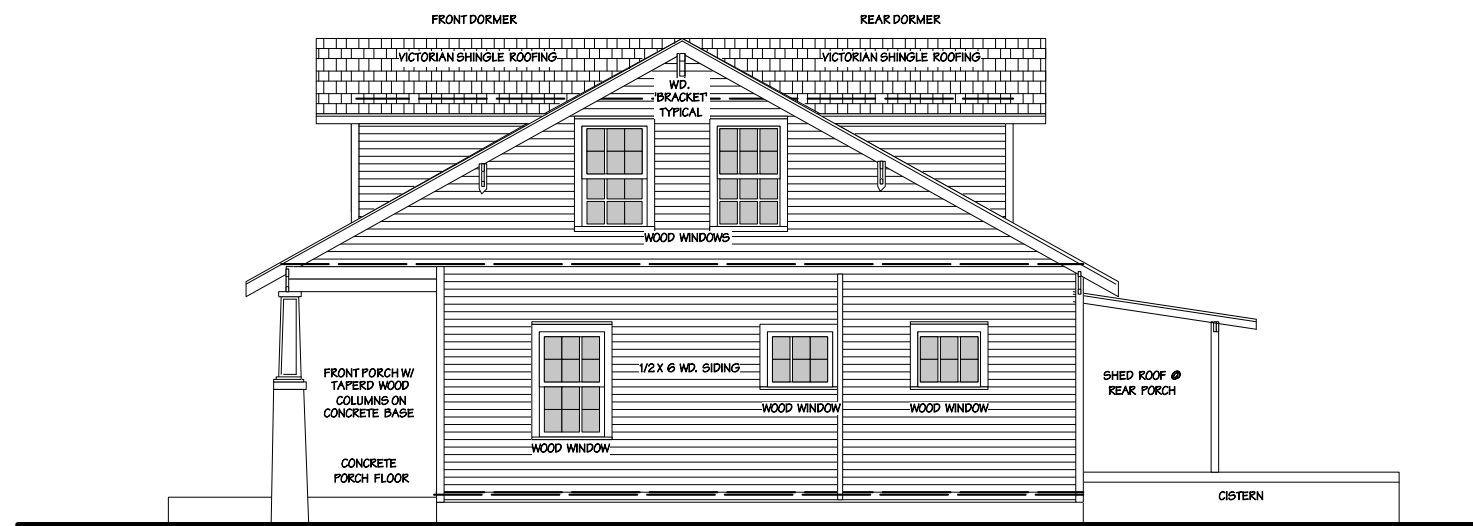 FRONT DORMER
REAR DORMER
VICTORIAN SHINGLE ROOFING
VICTORIAN SHINGLE ROOFING
WD.
'BRACKET'
TYPICAL
WOOD WINDOWS
1/2 X 6 WD. SIDING
FRONT PORCH W/
TAPERD WOOD
COLUMNS ON
CONCRETE BASE
SHED ROOF @
REAR PORCH
WOOD WINDOW
WOOD WINDOW
WOOD WINDOW
CONCRETE
PORCH FLOOR
CISTERN